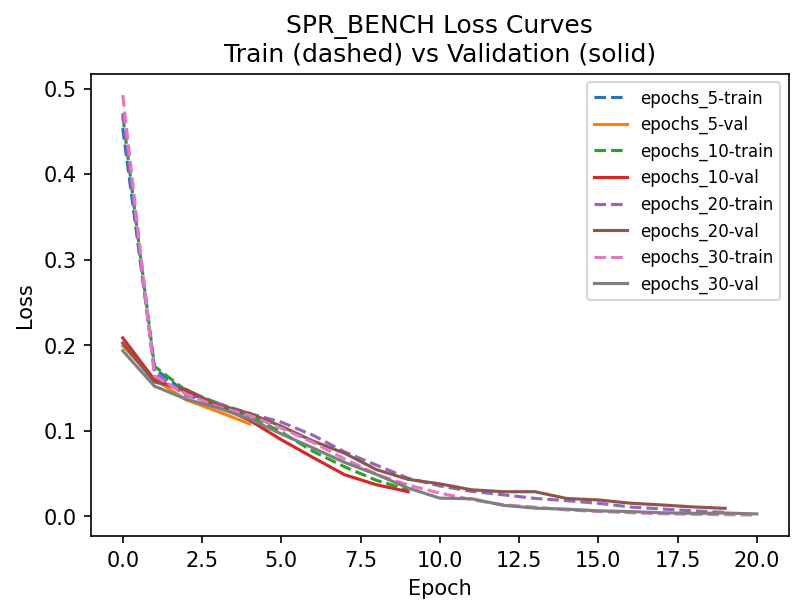 SPR_BENCH Loss Curves
Train (dashed) vs Validation (solid)
Loss
0.5
0.4
0.3
0.2
0.1
0.0
epochs_5-train
epochs_5-val
epochs_10-train
epochs_10-val
epochs_20-train
epochs_20-val
epochs_30-train
epochs_30-val
0.0 2.5 5.0 7.5 10.0 12.5 15.0 17.5 20.0
Epoch